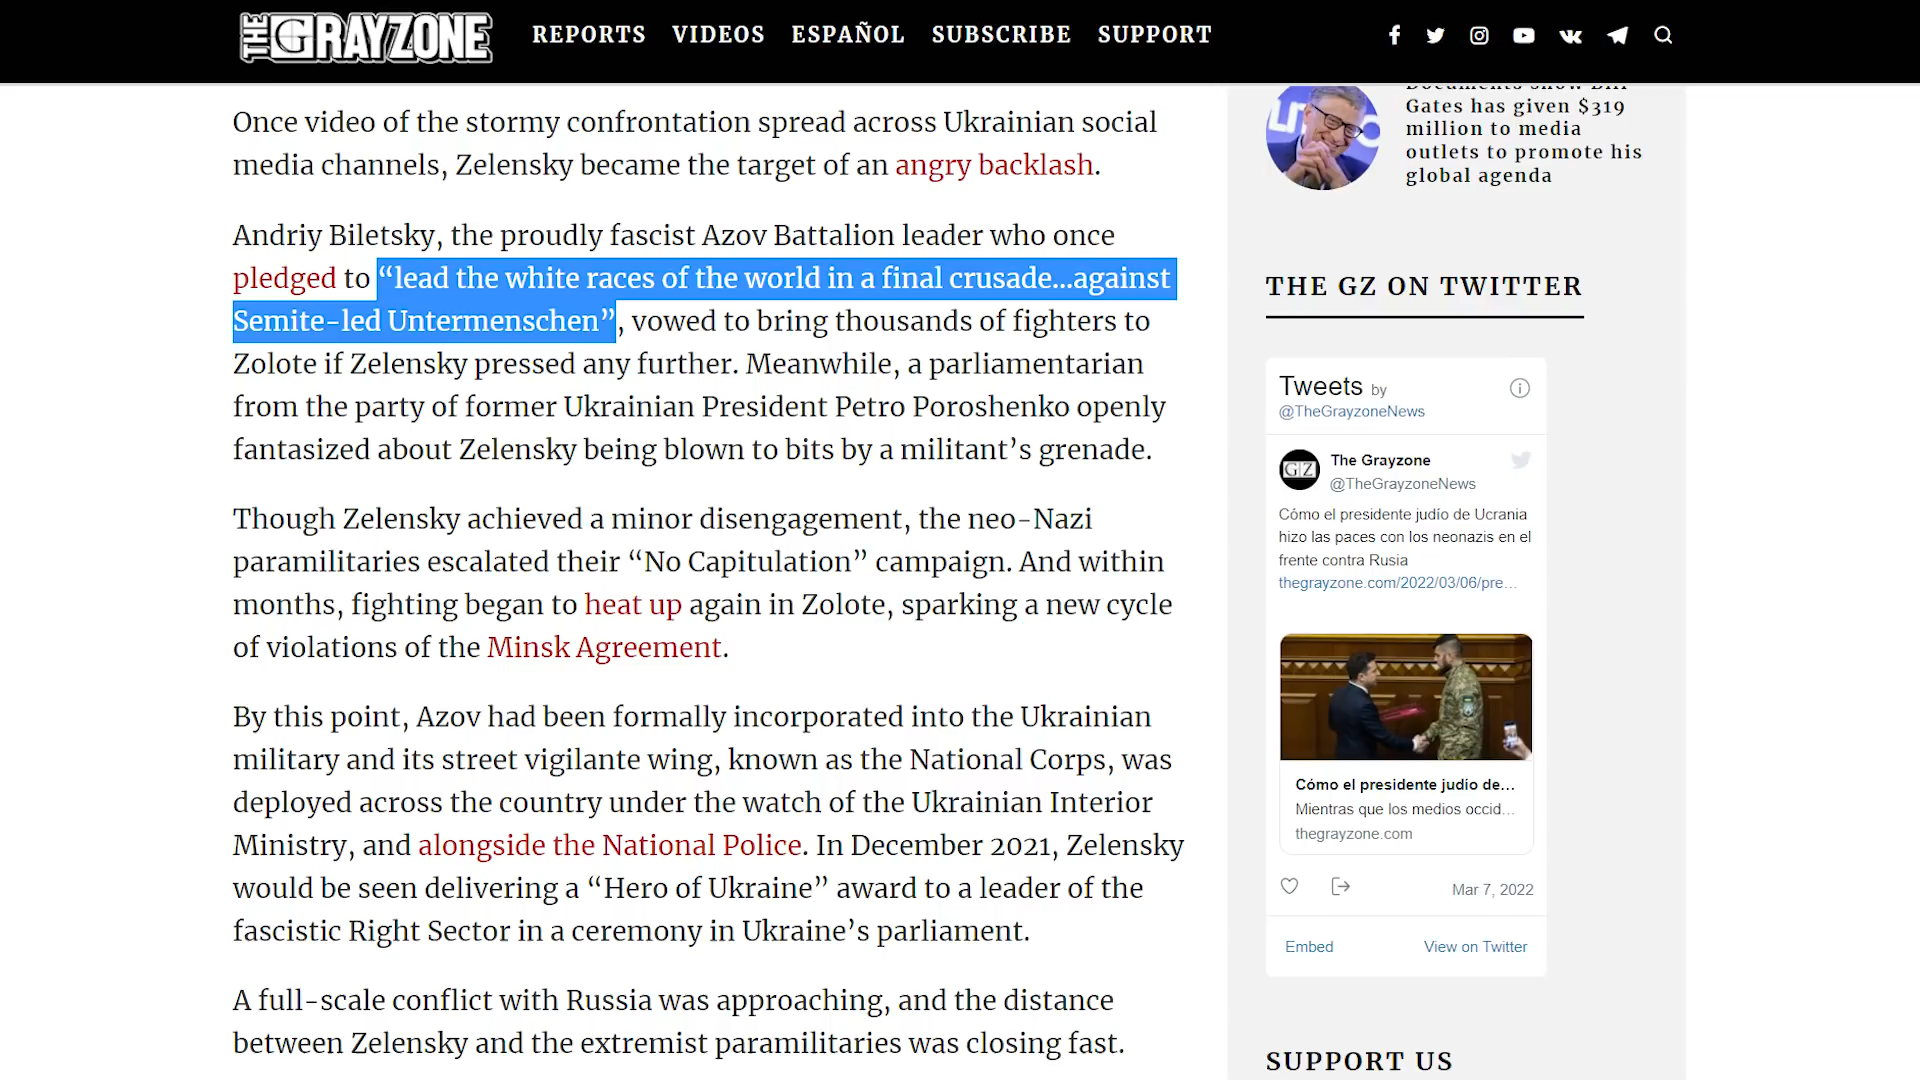 THE GRAYZONE
REPORTS VIDEOS ESPAÑOL SUBSCRIBE SUPPORT
Once video of the stormy confrontation spread across Ukrainian social
media channels, Zelensky became the target of an angry backlash.
Andriy Biletsky, the proudly fascist Azov Battalion leader who once
pledged to “lead the white races of the world in a final crusade…against
Semite-led Untermenschen”, vowed to bring thousands of fighters to
Zolote if Zelensky pressed any further. Meanwhile, a parliamentarian
from the party of former Ukrainian President Petro Poroshenko openly
fantasized about Zelensky being blown to bits by a militant’s grenade.
Though Zelensky achieved a minor disengagement, the neo-Nazi
paramilitaries escalated their “No Capitulation” campaign. And within
months, fighting began to heat up again in Zolote, sparking a new cycle
of violations of the Minsk Agreement.
By this point, Azov had been formally incorporated into the Ukrainian
military and its street vigilante wing, known as the National Corps, was
deployed across the country under the watch of the Ukrainian Interior
Ministry, and alongside the National Police. In December 2021, Zelensky
would be seen delivering a “Hero of Ukraine” award to a leader of the
fascistic Right Sector in a ceremony in Ukraine’s parliament.
A full-scale conflict with Russia was approaching, and the distance
between Zelensky and the extremist paramilitaries was closing fast.
Documents show Bill
Gates has given $319
million to media
outlets to promote his
global agenda
THE GZ ON TWITTER
Tweets by
@TheGrayzoneNews
GZ
The Grayzone
@TheGrayzoneNews
Cómo el presidente judío de Ucrania
hizo las paces con los neonazis en el
frente contra Rusia
thegrayzone.com/2022/03/06/pre…
Cómo el presidente judío de…
Mientras que los medios occid…
thegrayzone.com
Mar 7, 2022
Embed View on Twitter
SUPPORT US